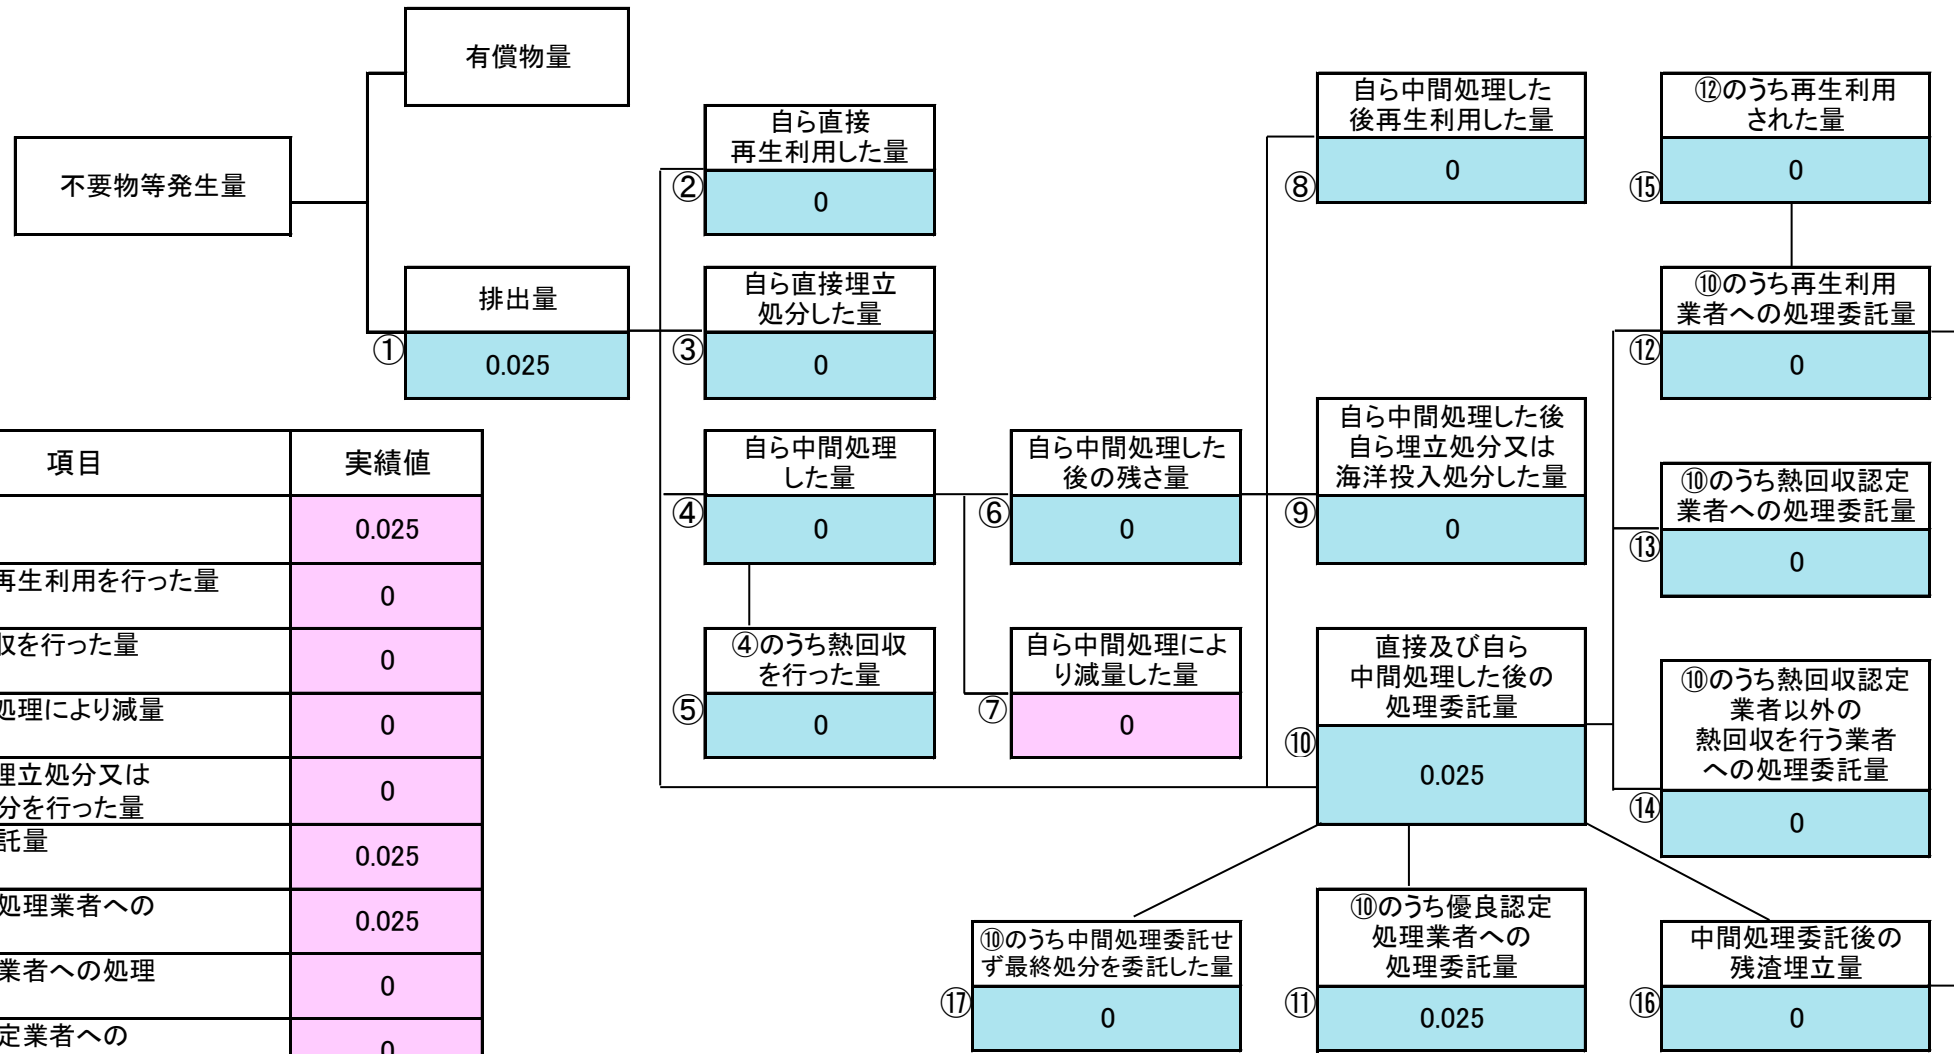 有償物量
不要物等発生量
排出量
①
0.025
自ら直接
再生利用した量
②
0
自ら直接埋立
処分した量
③
0
自ら中間処理
した量
④
0
④のうち熱回収
を行った量
⑤
0
自ら中間処理した
後の残さ量
⑥
0
自ら中間処理によ
り減量した量
⑦
0
自ら中間処理した
後再生利用した量
⑧
0
自ら中間処理した後
自ら埋立処分又は
海洋投入処分した量
⑨
0
直接及び自ら
中間処理した後の
処理委託量
⑩
0.025
⑫のうち再生利用
された量
⑮
0
⑩のうち再生利用
業者への処理委託量
⑫
0
⑩のうち熱回収認定
業者への処理委託量
⑬
0
⑩のうち熱回収認定
業者以外の
熱回収を行う業者
への処理委託量
⑭
0
⑩のうち中間処理委託せ
ず最終処分を委託した量
⑰
0
⑩のうち優良認定
処理業者への
処理委託量
⑪
0.025
中間処理委託後の
残渣埋立量
⑯
0
項目 実績値
0.025
再生利用を行った量 0
収を行った量 0
処理により減量 0
埋立処分又は
分を行った量 0
託量 0.025
処理業者への 0.025
業者への処理 0
定業者への 0